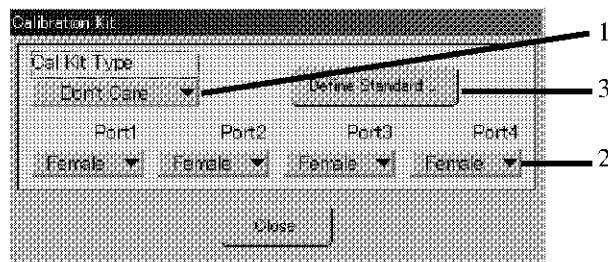 Calibration Kit
1
Cal Kit Type
Don't Care
Define Standard...
3
Port1 Port2 Port3 Port4
Female Female Female Female
2
Close